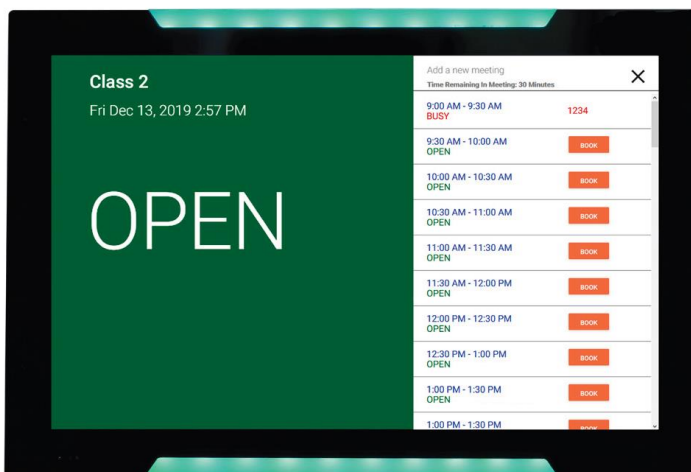 Class 2
Fri Dec 13, 2019 2:57 PM
OPEN
Add a new meeting
Time Remaining In Meeting: 30 Minutes
9:00 AM - 9:30 AM
BUSY
1234
9:30 AM - 10:00 AM
OPEN
BOOK
10:00 AM - 10:30 AM
OPEN
BOOK
10:30 AM - 11:00 AM
OPEN
BOOK
11:00 AM - 11:30 AM
OPEN
BOOK
11:30 AM - 12:00 PM
OPEN
BOOK
12:00 PM - 12:30 PM
OPEN
BOOK
12:30 PM - 1:00 PM
OPEN
BOOK
1:00 PM - 1:30 PM
OPEN
BOOK
1:00 PM - 1:30 PM
BOOK